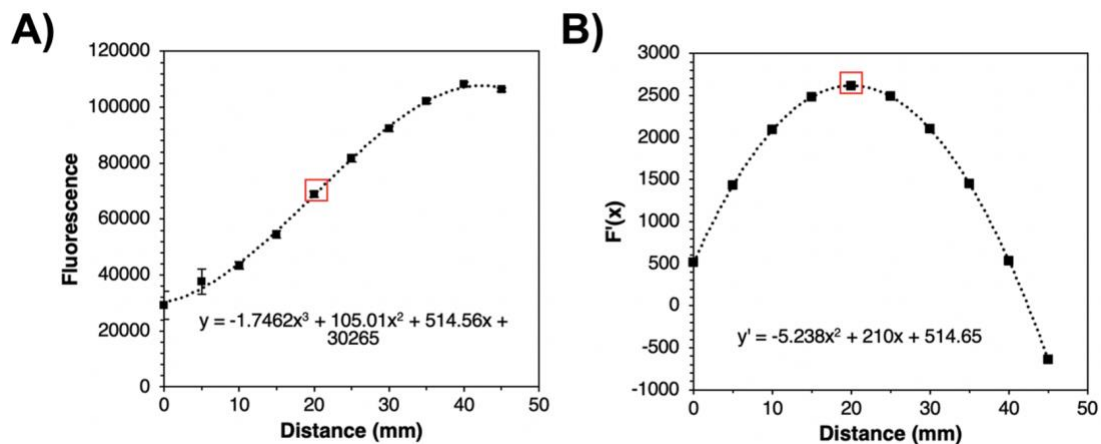 A)
120000
100000
80000
60000
40000
20000
0
Fluorescence
y = -1.7462x³ + 105.01x² + 514.56x +
30265
0 10 20 30 40 50
Distance (mm)
B)
3000
2500
2000
1500
1000
500
0
-500
-1000
F'(x)
y' = -5.238x² + 210x + 514.65
0 10 20 30 40 50
Distance (mm)